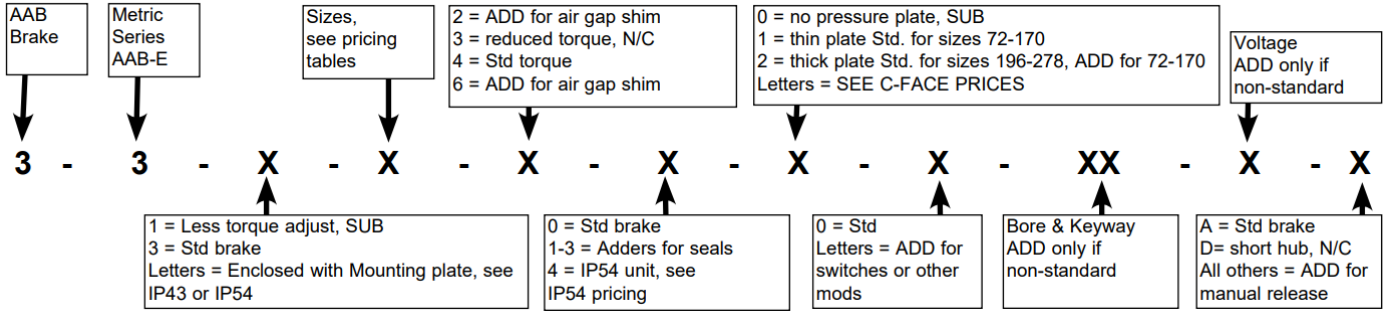 AAB
Brake
Metric
Series
AAB-E
Sizes,
see pricing
tables
2 = ADD for air gap shim
3 = reduced torque, N/C
4 = Std torque
6 = ADD for air gap shim
0 = no pressure plate, SUB
1 = thin plate Std. for sizes 72-170
2 = thick plate Std. for sizes 196-278, ADD for 72-170
Letters = SEE C-FACE PRICES
Voltage
ADD only if
non-standard
3 - 3 - X - X - X - X - X - X - XX - X - X
1 = Less torque adjust, SUB
3 = Std brake
Letters = Enclosed with Mounting plate, see
IP43 or IP54
0 = Std brake
1-3 = Adders for seals
4 = IP54 unit, see
IP54 pricing
0 = Std
Letters = ADD for
switches or other
mods
Bore & Keyway
ADD only if
non-standard
A = Std brake
D= short hub, N/C
All others = ADD for
manual release